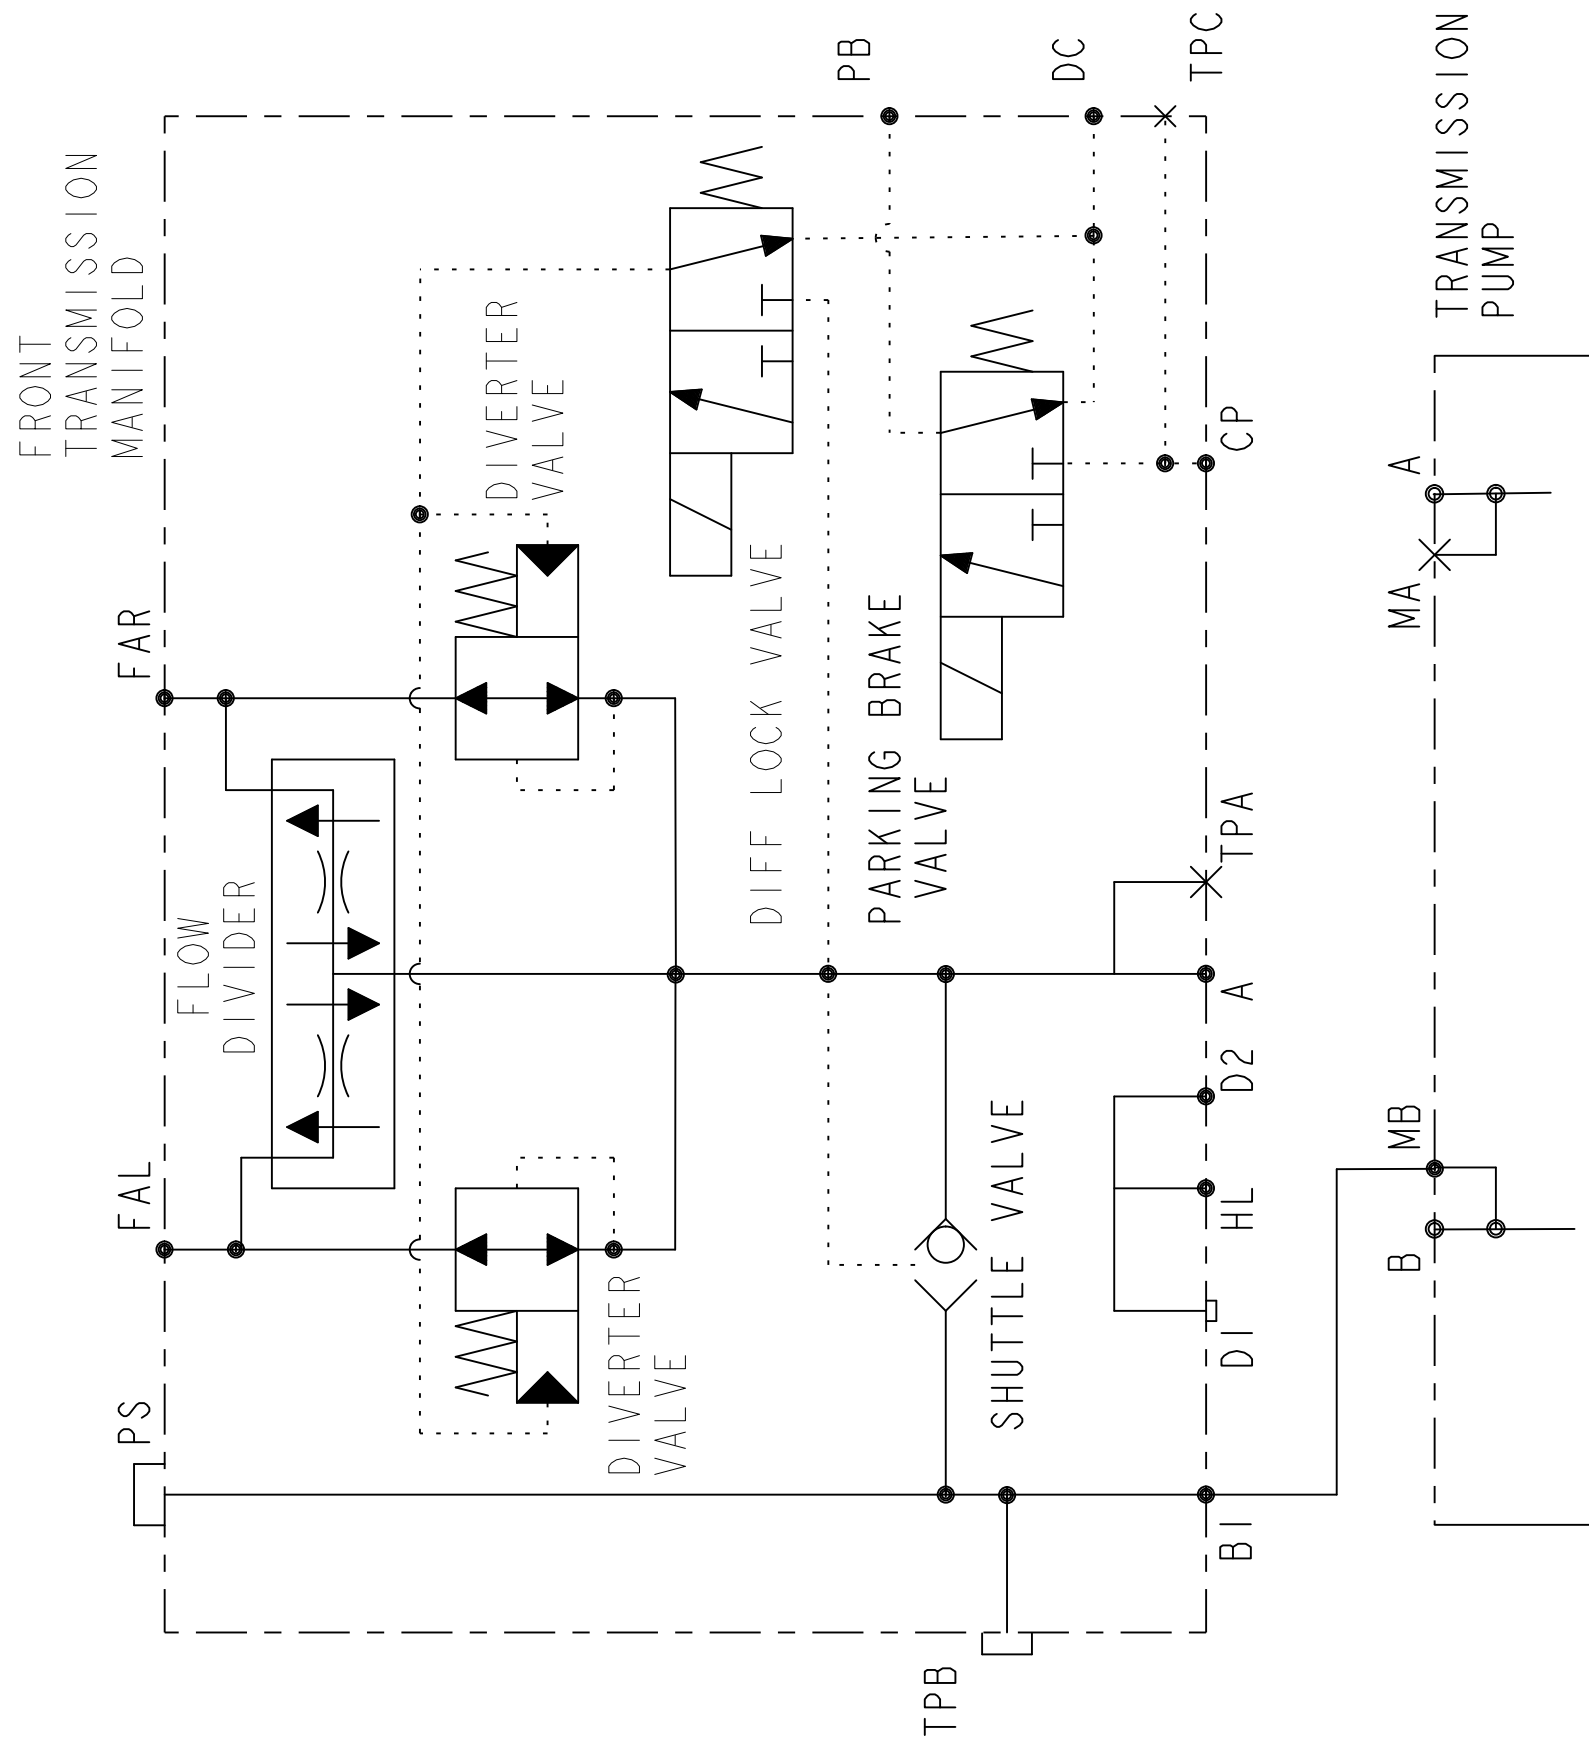 FRONT
TRANSMISSION
MANIFOLD
PS
FAL
FAR
FLOW
DIVIDER
DIVERTER
VALVE
DIVERTER
VALVE
DIFF LOCK VALVE
PARKING BRAKE
VALVE
SHUTTLE VALVE
PB
DC
TPC
TPB
BI
DI
HL
D2
A
TPA
CP
B
MB
MA
A
TRANSMISSION
PUMP